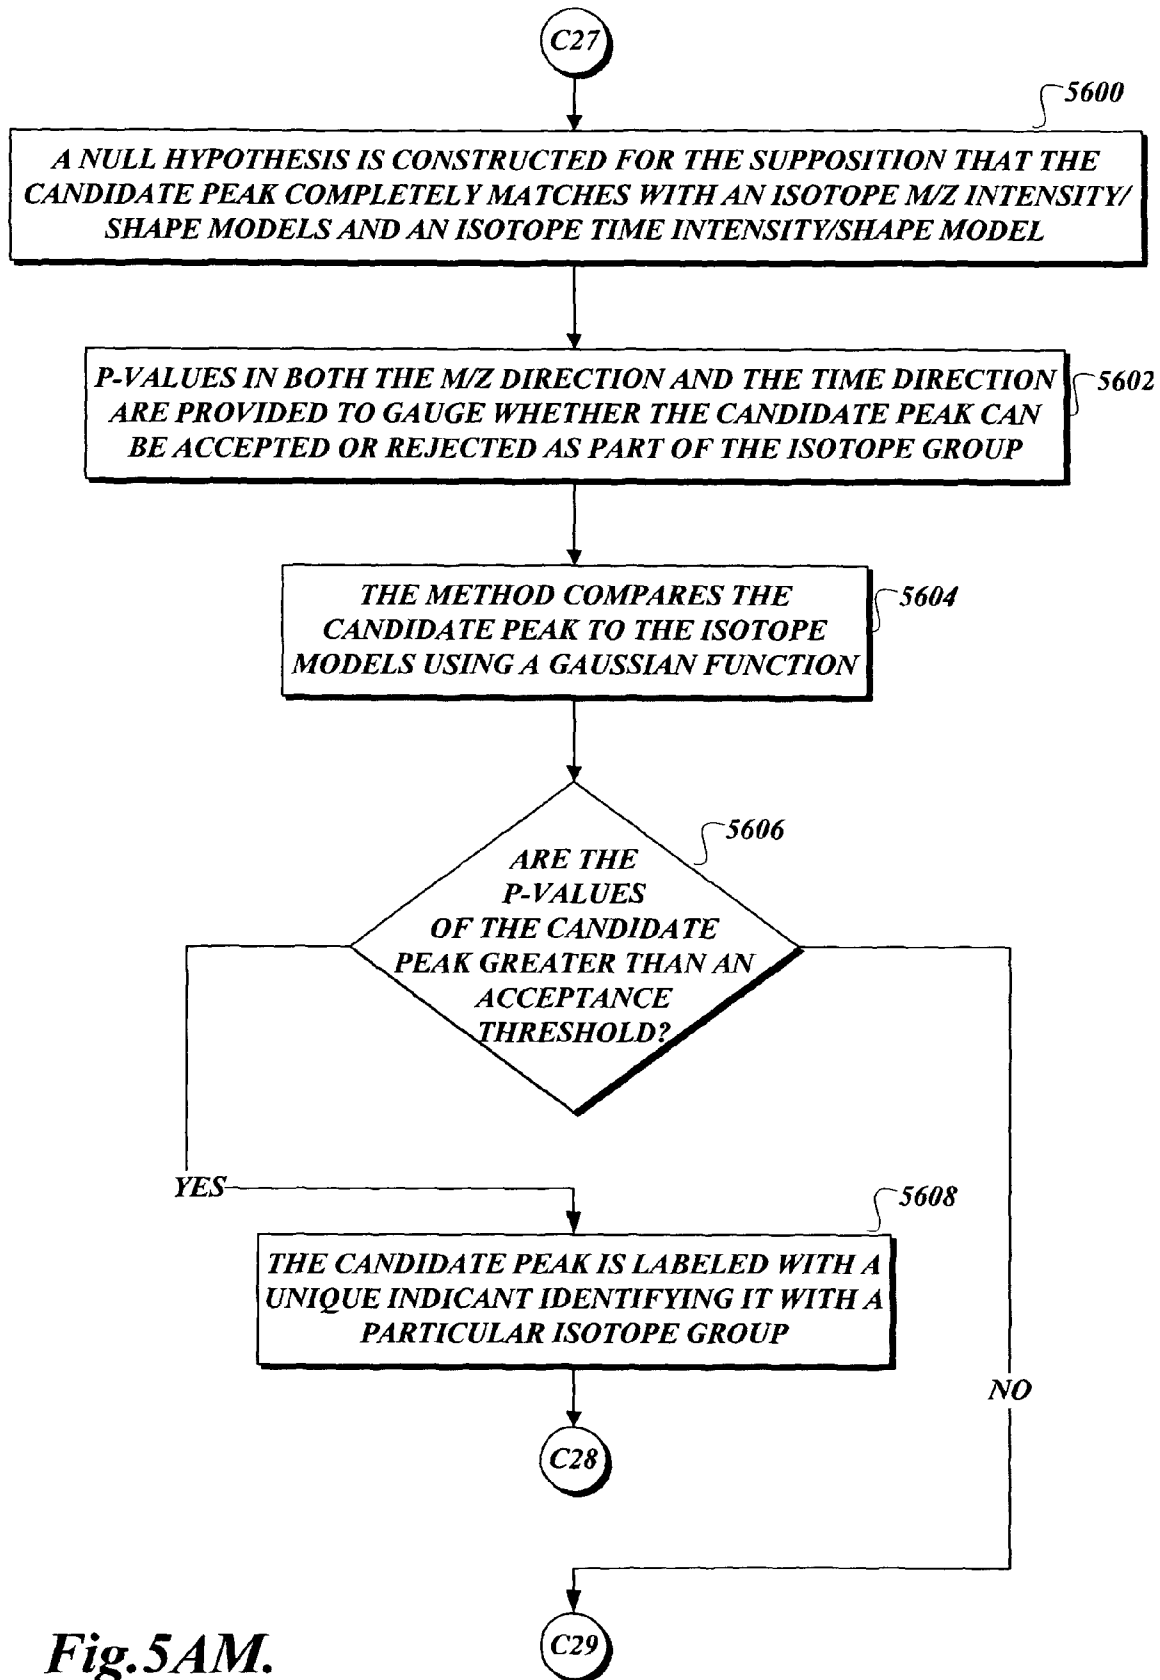 C27
5600
A NULL HYPOTHESIS IS CONSTRUCTED FOR THE SUPPOSITION THAT THE
CANDIDATE PEAK COMPLETELY MATCHES WITH AN ISOTOPE M/Z INTENSITY/
SHAPE MODELS AND AN ISOTOPE TIME INTENSITY/SHAPE MODEL
P-VALUES IN BOTH THE M/Z DIRECTION AND THE TIME DIRECTION
ARE PROVIDED TO GAUGE WHETHER THE CANDIDATE PEAK CAN
BE ACCEPTED OR REJECTED AS PART OF THE ISOTOPE GROUP
5602
THE METHOD COMPARES THE
CANDIDATE PEAK TO THE ISOTOPE
MODELS USING A GAUSSIAN FUNCTION
5604
5606
ARE THE
P-VALUES
OF THE CANDIDATE
PEAK GREATER THAN AN
ACCEPTANCE
THRESHOLD?
YES
5608
THE CANDIDATE PEAK IS LABELED WITH A
UNIQUE INDICANT IDENTIFYING IT WITH A
PARTICULAR ISOTOPE GROUP
NO
C28
C29
Fig.5AM.